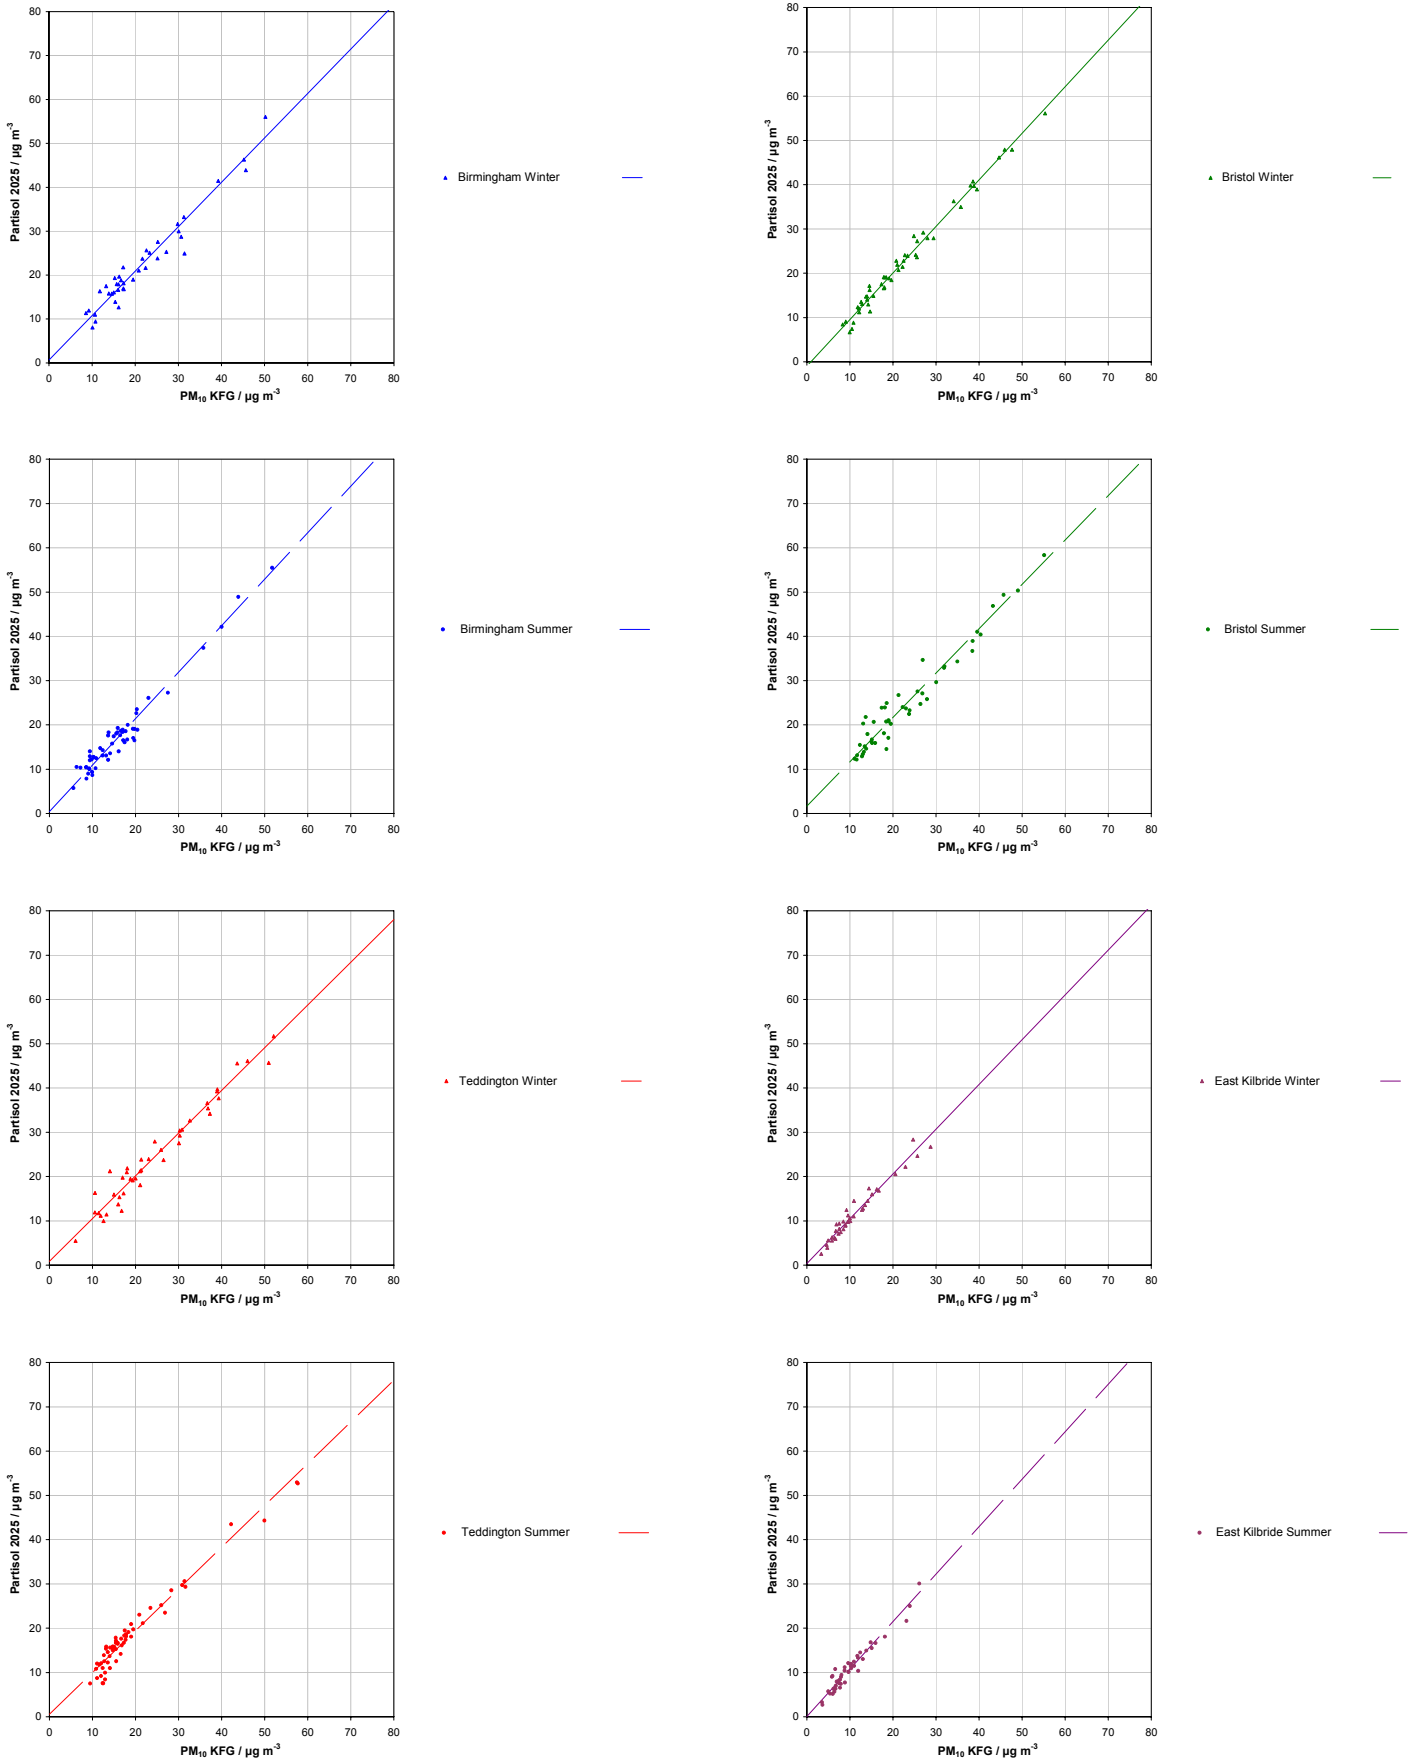 80
70
60
50
40
30
20
10
0
Partisol 2025 / µg m-3
0 10 20 30 40 50 60 70 80
PM10 KFG / µg m-3
Birmingham Winter
80
70
60
50
40
30
20
10
0
Partisol 2025 / µg m-3
0 10 20 30 40 50 60 70 80
PM10 KFG / µg m-3
Bristol Winter
80
70
60
50
40
30
20
10
0
Partisol 2025 / µg m-3
0 10 20 30 40 50 60 70 80
PM10 KFG / µg m-3
Birmingham Summer
80
70
60
50
40
30
20
10
0
Partisol 2025 / µg m-3
0 10 20 30 40 50 60 70 80
PM10 KFG / µg m-3
Bristol Summer
80
70
60
50
40
30
20
10
0
Partisol 2025 / µg m-3
0 10 20 30 40 50 60 70 80
PM10 KFG / µg m-3
Teddington Winter
80
70
60
50
40
30
20
10
0
Partisol 2025 / µg m-3
0 10 20 30 40 50 60 70 80
PM10 KFG / µg m-3
East Kilbride Winter
80
70
60
50
40
30
20
10
0
Partisol 2025 / µg m-3
0 10 20 30 40 50 60 70 80
PM10 KFG / µg m-3
Teddington Summer
80
70
60
50
40
30
20
10
0
Partisol 2025 / µg m-3
0 10 20 30 40 50 60 70 80
PM10 KFG / µg m-3
East Kilbride Summer